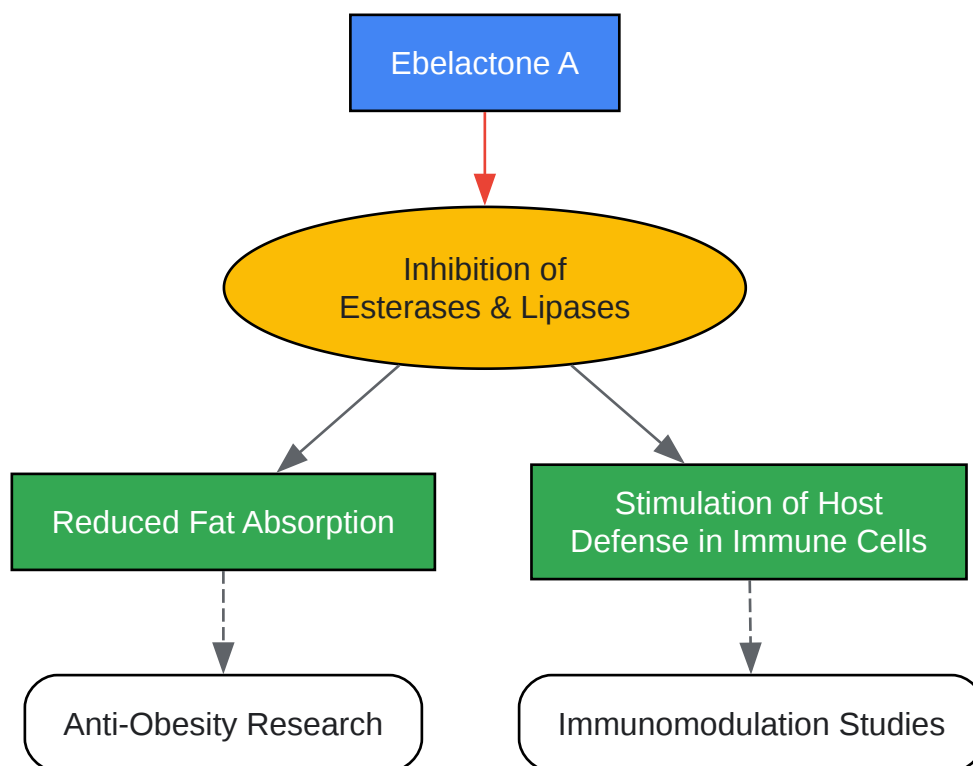 Ebelactone A
Inhibition of
Esterases & Lipases
Reduced Fat Absorption
Stimulation of Host
Defense in Immune Cells
Anti-Obesity Research
Immunomodulation Studies